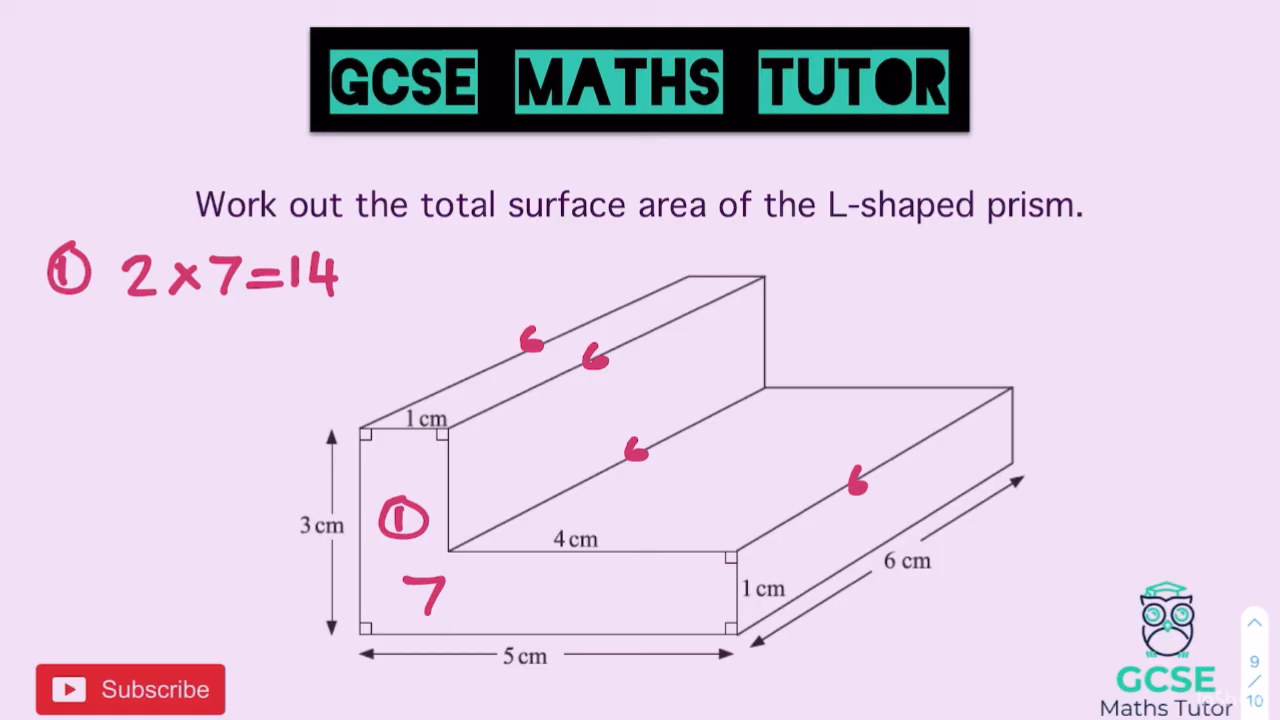 GCSE MATHS TUTOR
Work out the total surface area of the L-shaped prism.
① 2 × 7 = 14
6
6
1 cm
6
6
3 cm
①
4 cm
6 cm
7
1 cm
5 cm
Subscribe
GCSE
Maths Tutor
9
/
10